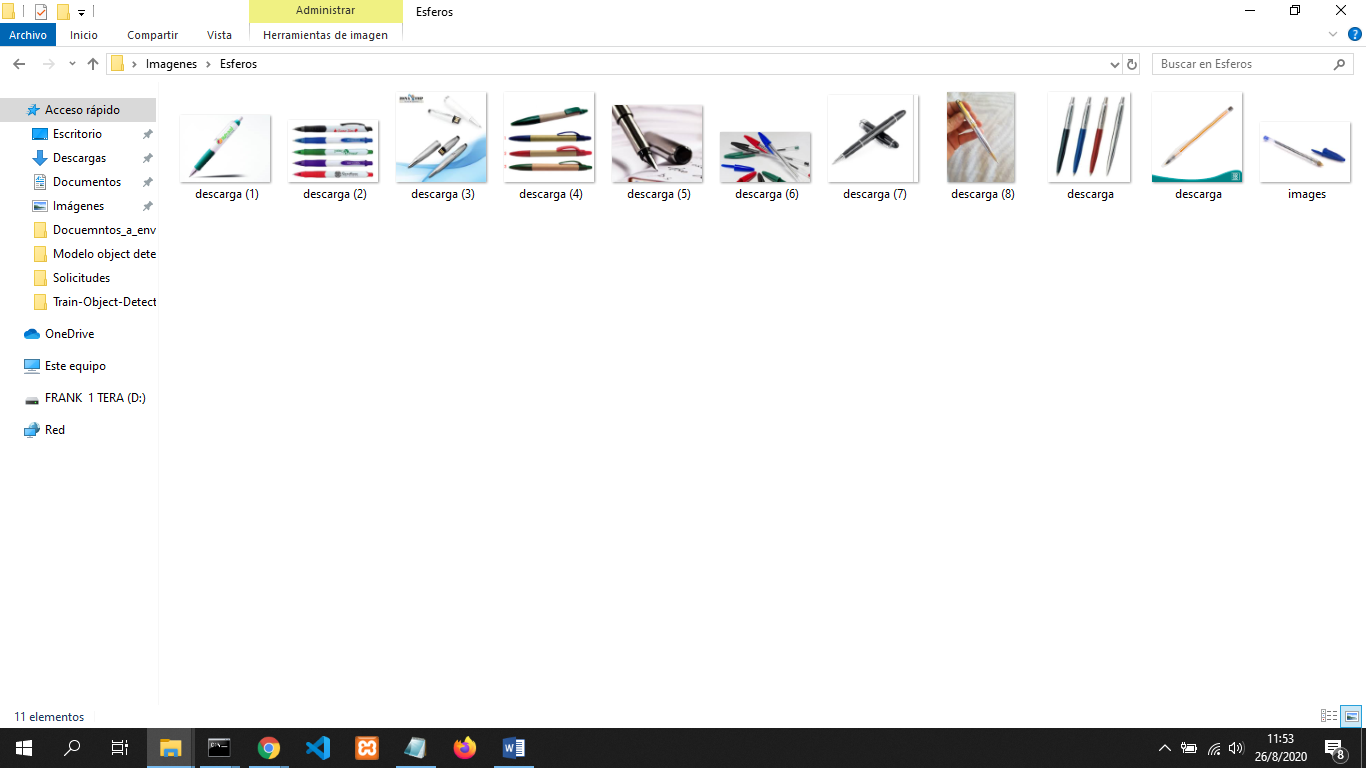 Administrar
Esferos
Archivo
Inicio
Compartir
Vista
Herramientas de imagen
Imagenes
Esferos
Buscar en Esferos
Acceso rápido
Escritorio
Descargas
Documentos
Imágenes
Docuemntos_a_env
Modelo object dete
Solicitudes
Train-Object-Detect
OneDrive
Este equipo
FRANK 1 TERA (D:)
Red
descarga (1)
descarga (2)
descarga (3)
descarga (4)
descarga (5)
descarga (6)
descarga (7)
descarga (8)
descarga
descarga
images
11 elementos
11:53
26/8/2020
8